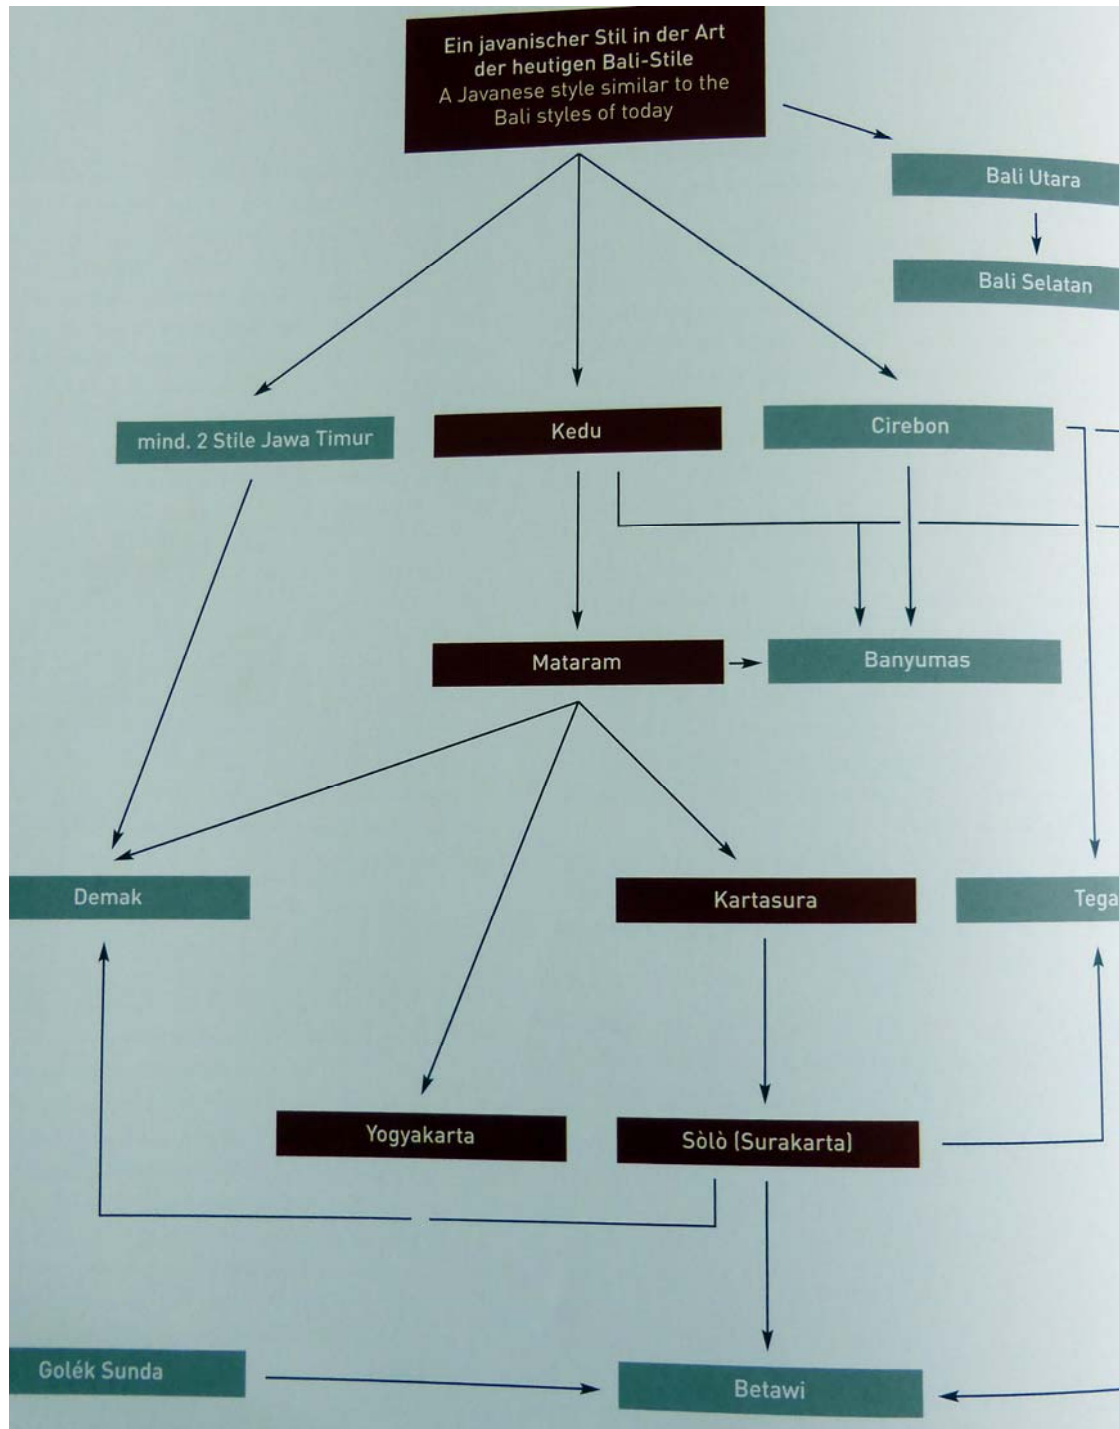 Ein javanischer Stil in der Art
der heutigen Bali-Stile
A Javanese style similar to the
Bali styles of today
Bali Utara
Bali Selatan
mind. 2 Stile Jawa Timur
Kedu
Cirebon
Mataram
Banyumas
Demak
Kartasura
Tega
Yogyakarta
Sòlò (Surakarta)
Golék Sunda
Betawi